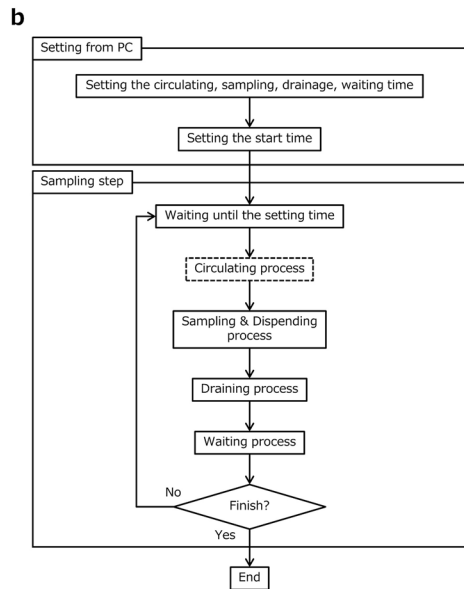 b
Setting from PC
Setting the circulating, sampling, drainage, waiting time
Setting the start time
Sampling step
Waiting until the setting time
Circulating process
Sampling & Dispending
process
Draining process
Waiting process
No
Finish?
Yes
End